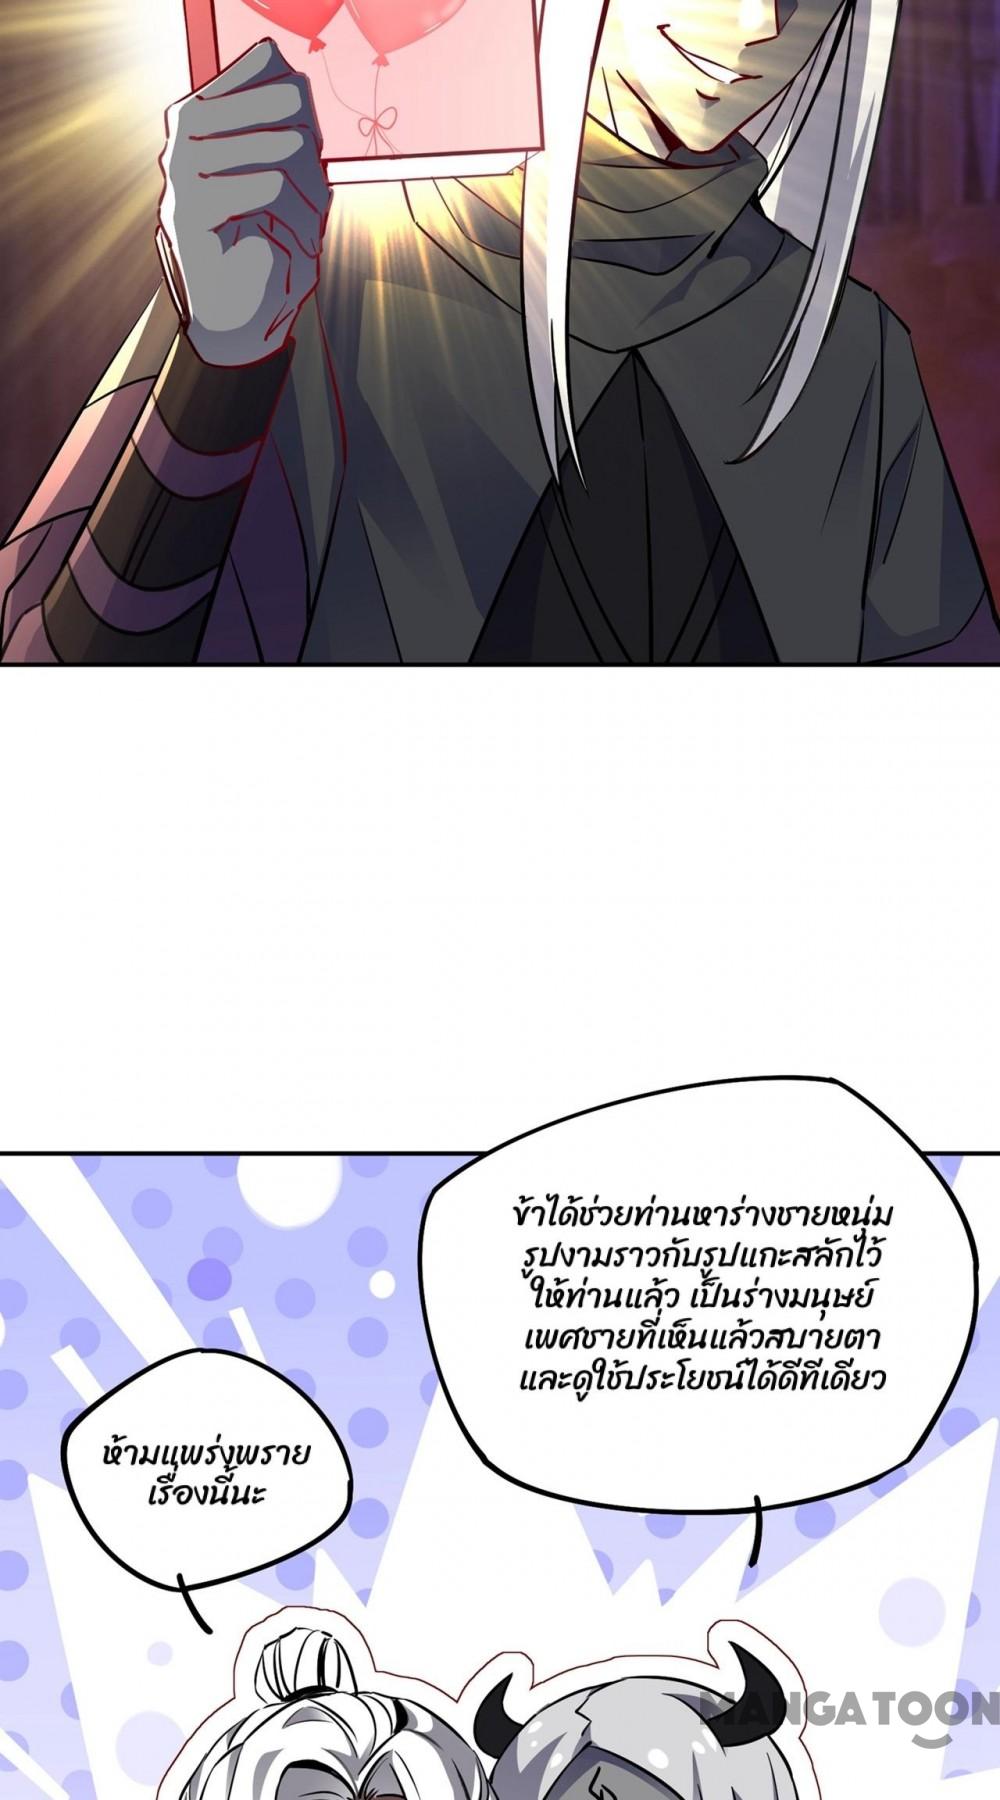 ข้าได้ช่วยท่านหาร่างชายหนุ่ม
รูปงามราวกับรูปแกะสลักไว้
ให้ท่านแล้ว เป็นร่างมนุษย์
เพศชายที่เห็นแล้วสบายตา
และดูใช้ประโยชน์ได้ดีทีเดียว
ห้ามแพร่งพราย
เรื่องนี้นะ
MANGATOON